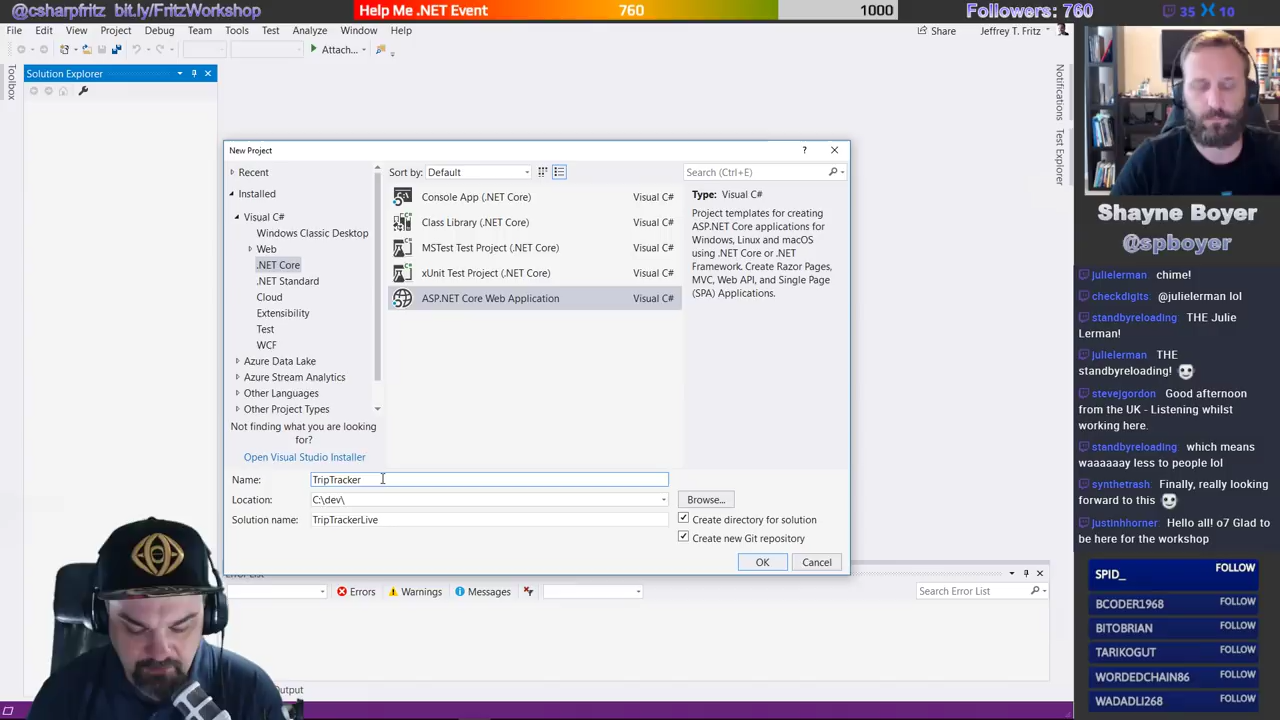 @csharpfritz bit.ly/FritzWorkshop
Help Me .NET Event
760
1000
Followers: 760
35
10
File Edit View Project Debug Team Tools Test Analyze Window Help
Share
Jeffrey T. Fritz
Attach...
Toolbox
Solution Explorer
Notifications
Test Explorer
New Project
?
Recent
Sort by: Default
Search (Ctrl+E)
Installed
Visual C#
Windows Classic Desktop
Web
.NET Core
.NET Standard
Cloud
Extensibility
Test
WCF
Azure Data Lake
Azure Stream Analytics
Other Languages
Other Project Types
Not finding what you are looking
for?
Open Visual Studio Installer
Console App (.NET Core) Visual C#
Class Library (.NET Core) Visual C#
MSTest Test Project (.NET Core) Visual C#
xUnit Test Project (.NET Core) Visual C#
ASP.NET Core Web Application Visual C#
Type: Visual C#
Project templates for creating
ASP.NET Core applications for
Windows, Linux and macOS
using .NET Core or .NET
Framework. Create Razor Pages,
MVC, Web API, and Single Page
(SPA) Applications.
Name: TripTracker
Location: C:\dev\
Browse...
Solution name: TripTrackerLive
Create directory for solution
Create new Git repository
OK
Cancel
Errors
Warnings
Messages
Search Error List
Shayne Boyer
@spboyer
julielerman chime!
checkdigits @julielerman lol
standbyreloading THE Julie
Lerman!
julielerman THE
standbyreloading!
stevejgordon Good afternoon
from the UK - Listening whilst
working here.
standbyreloading which means
waaaaay less to people lol
synthetrash Finally, really looking
forward to this
justinhhorner Hello all! o7 Glad to
be here for the workshop
SPID_ FOLLOW
BCODER1968 FOLLOW
BITOBRIAN FOLLOW
TARIKOGUT FOLLOW
WORDEDCHAIN86 FOLLOW
WADADLI268 FOLLOW